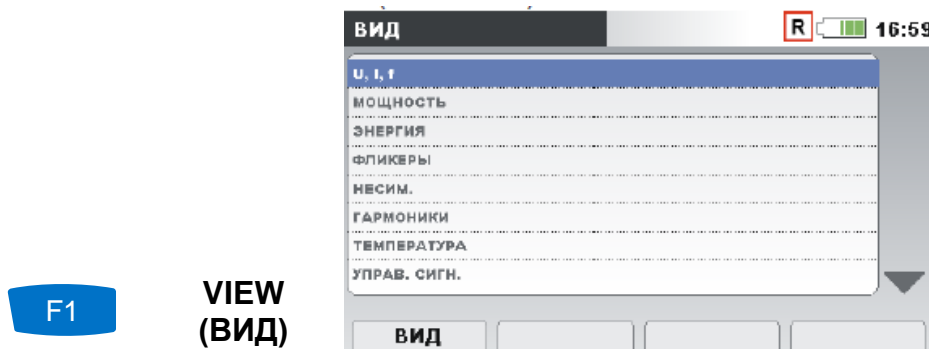 ВИД
R
16:59
U, I, f
МОЩНОСТЬ
ЭНЕРГИЯ
ФЛИКЕРЫ
НЕСИМ.
ГАРМОНИКИ
ТЕМПЕРАТУРА
УПРАВ. СИГН.
F1
VIEW
(ВИД)
ВИД